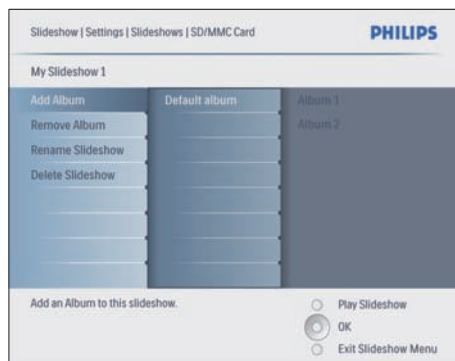 Slideshow | Settings | Slideshows | SD/MMC Card
PHILIPS
My Slideshow 1
Add Album
Default album
Album 1
Remove Album
Album 2
Rename Slideshow
Delete Slideshow
Add an Album to this slideshow.
Play Slideshow
OK
Exit Slideshow Menu